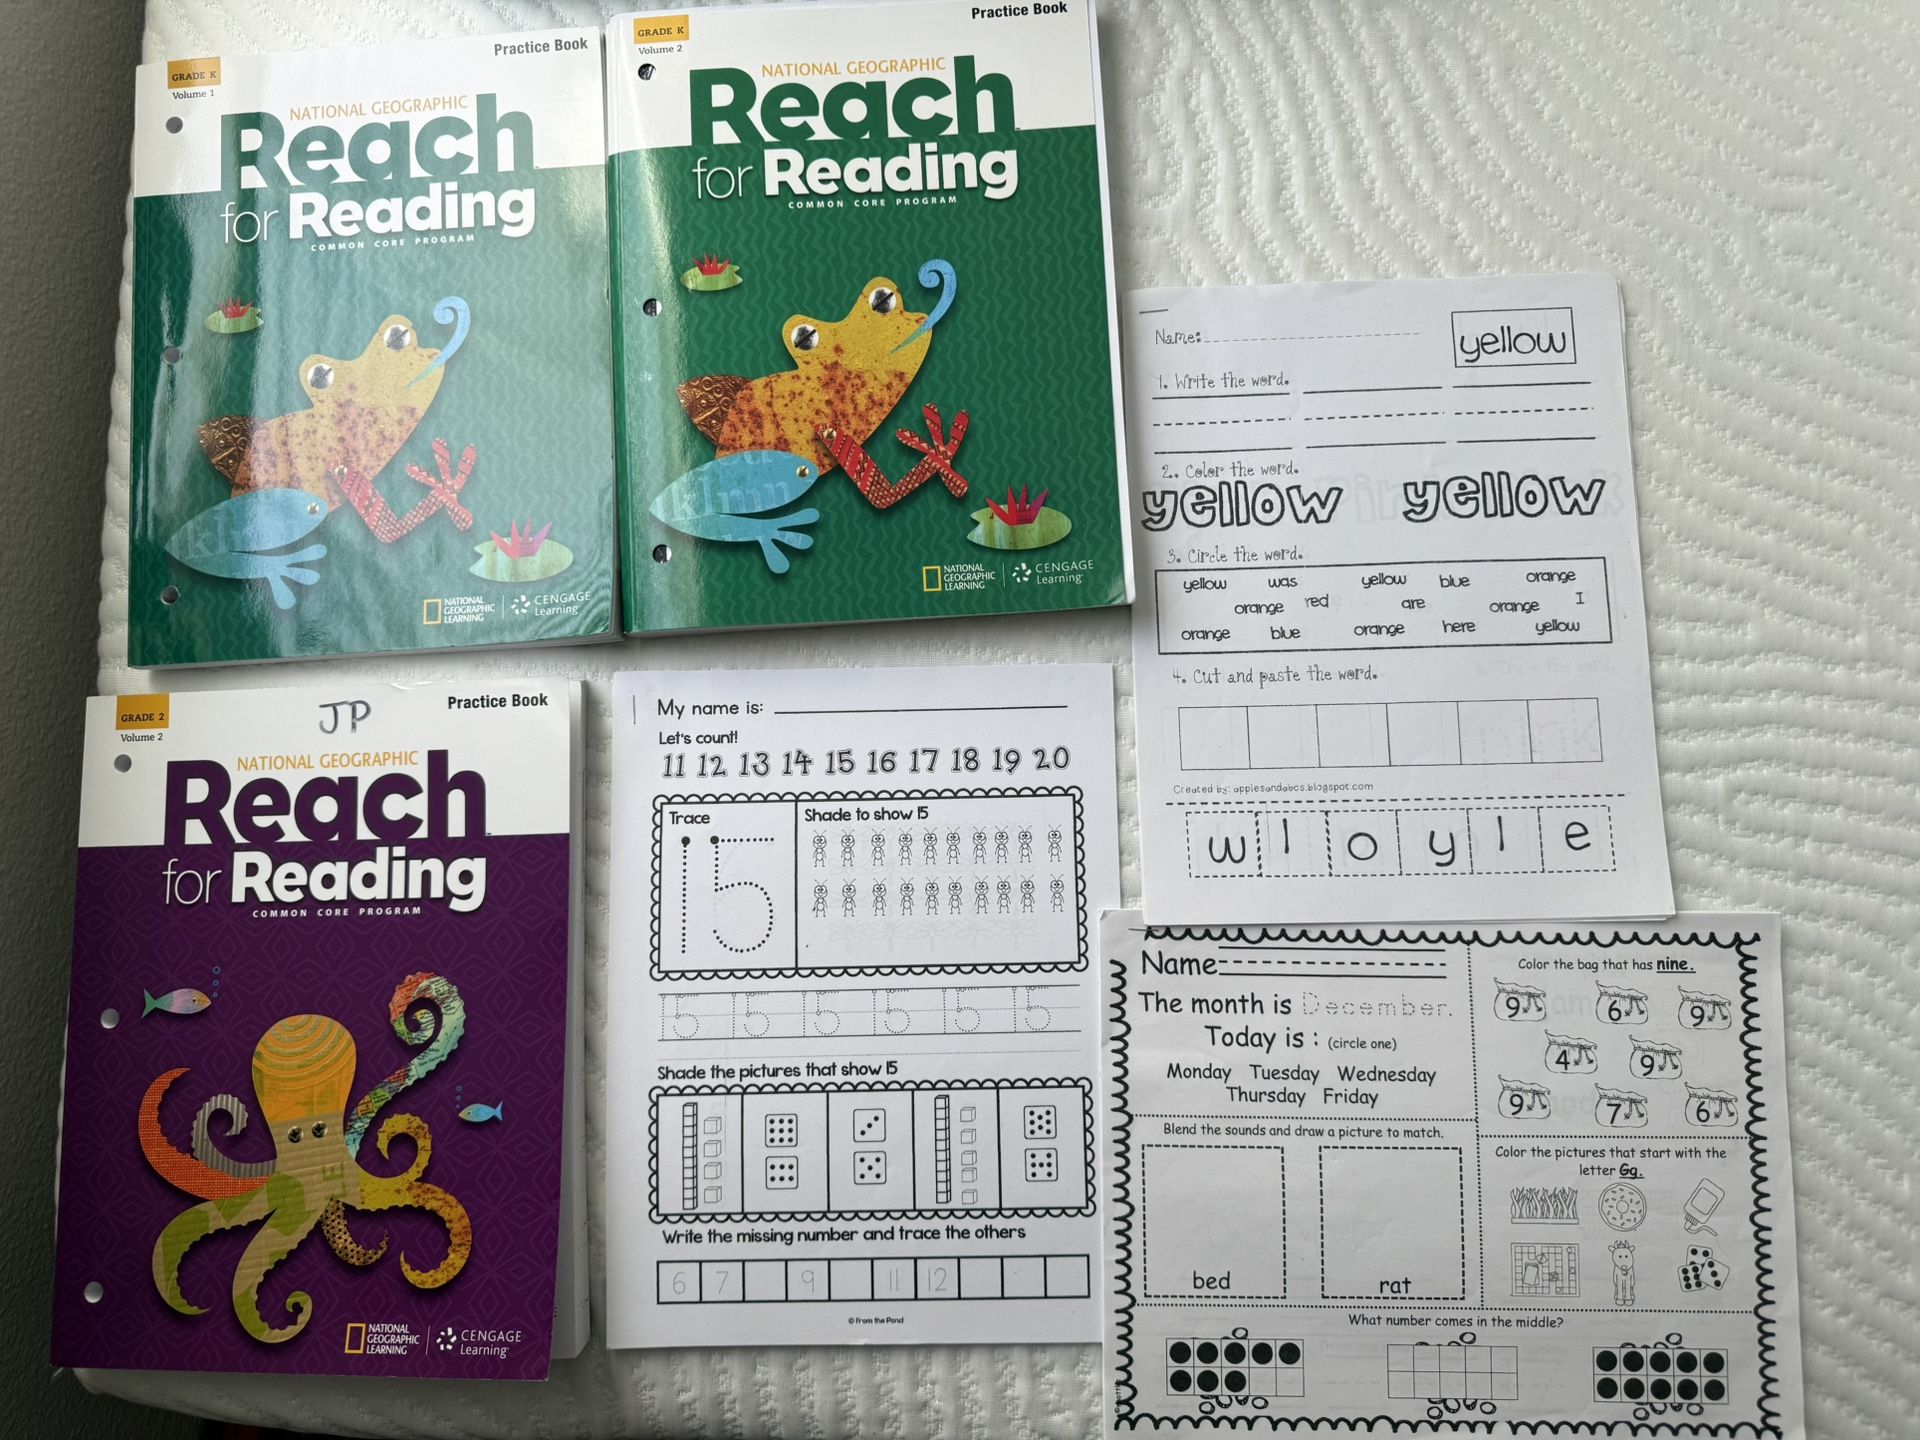 Practice Book
GRADE K
Volume 1
NATIONAL GEOGRAPHIC
Reach
for Reading
COMMON CORE PROGRAM
klmn
NATIONAL
GEOGRAPHIC
LEARNING
CENGAGE
Learning
Practice Book
GRADE K
Volume 2
NATIONAL GEOGRAPHIC
Reach
for Reading
COMMON CORE PROGRAM
klmn
NATIONAL
GEOGRAPHIC
LEARNING
CENGAGE
Learning
JP
Practice Book
GRADE 2
Volume 2
NATIONAL GEOGRAPHIC
Reach
for Reading
COMMON CORE PROGRAM
NATIONAL
GEOGRAPHIC
LEARNING
CENGAGE
Learning
My name is:
Let's count!
11 12 13 14 15 16 17 18 19 20
Trace
Shade to show 15
15
15 15 15 15 15 15
Shade the pictures that show 15
Write the missing number and trace the others
6 7 9 11 12
© From the Pond
Name:
yellow
1. Write the word.
2. Color the word.
yellow yellow
3. Circle the word.
yellow was yellow blue orange
orange red are orange I
orange blue orange here yellow
4. Cut and paste the word.
Created by: applesandabcs.blogspot.com
w l o y l e
Name
The month is December.
Today is : (circle one)
Monday Tuesday Wednesday
Thursday Friday
Color the bag that has nine.
9 6 9
4 9
9 7 6
Blend the sounds and draw a picture to match.
bed
rat
Color the pictures that start with the
letter Gg.
What number comes in the middle?